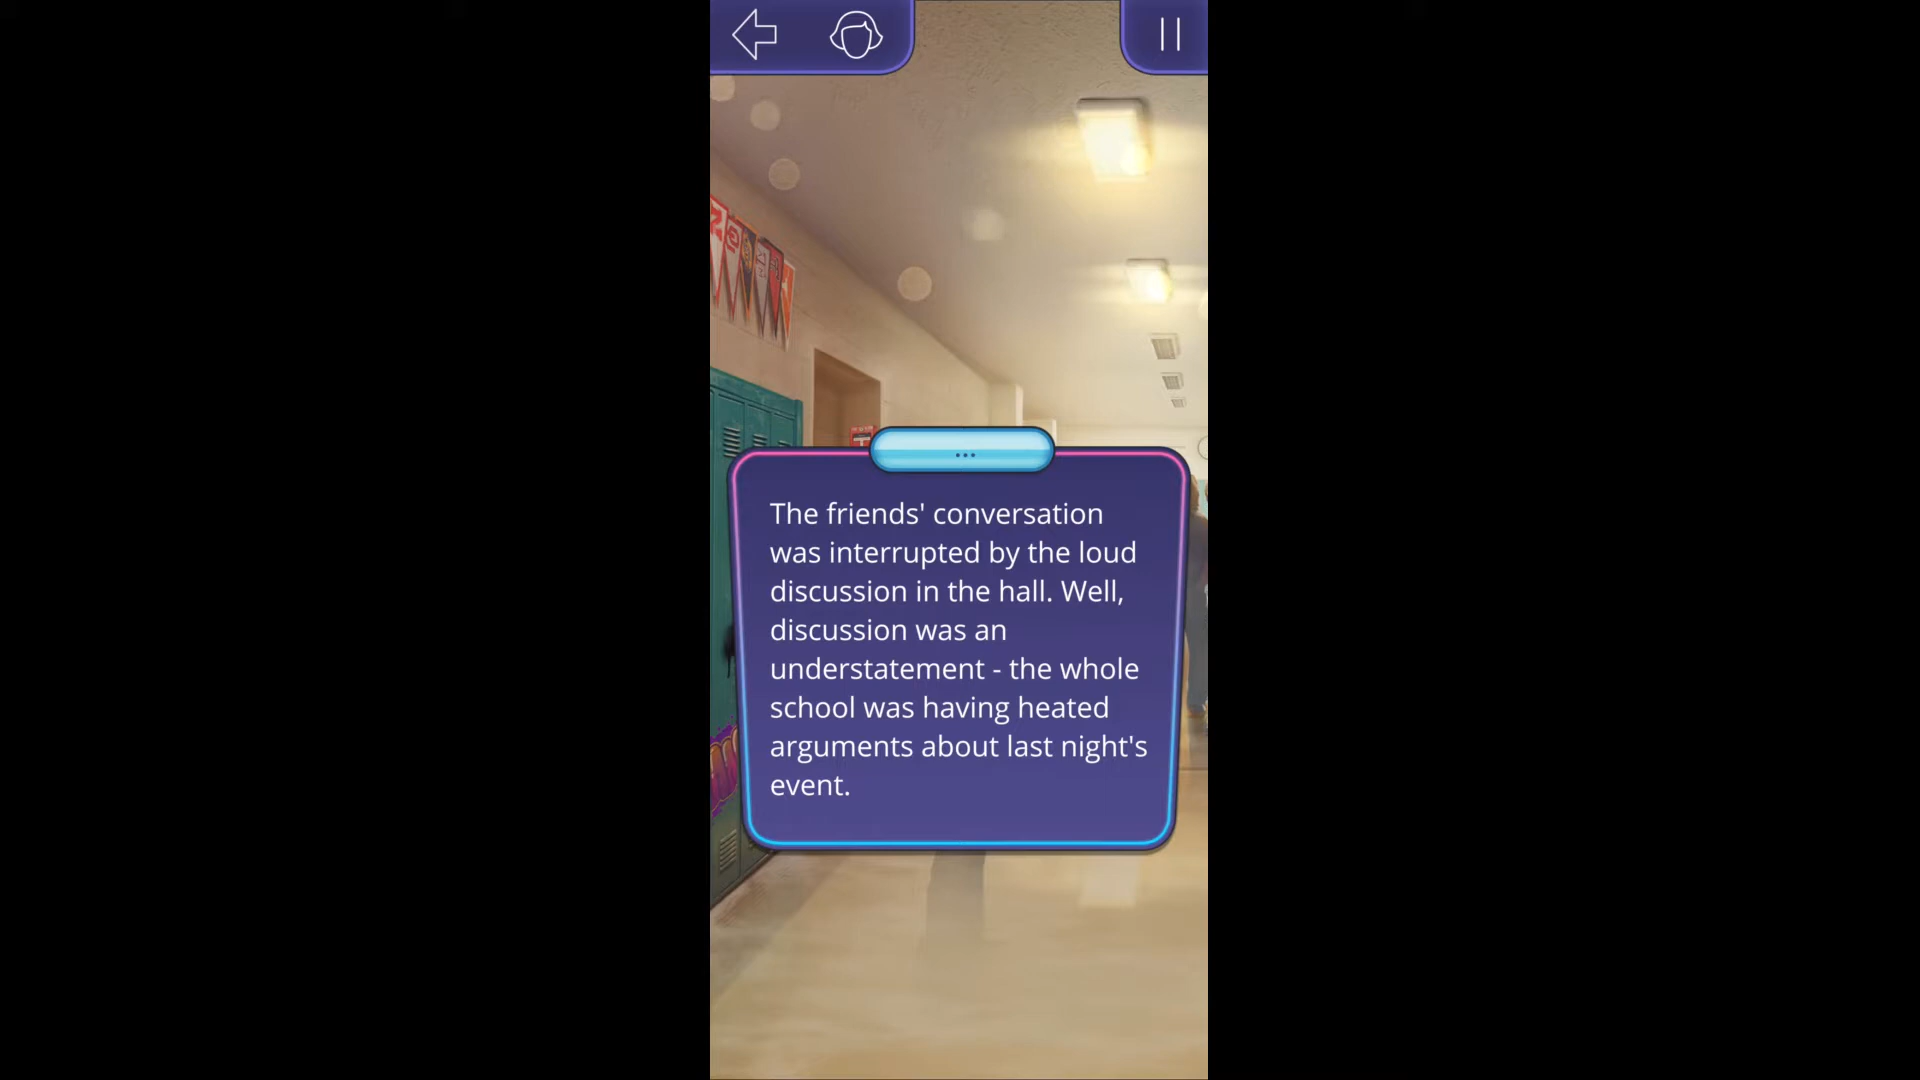 ...
The friends' conversation
was interrupted by the loud
discussion in the hall. Well,
discussion was an
understatement - the whole
school was having heated
arguments about last night's
event.